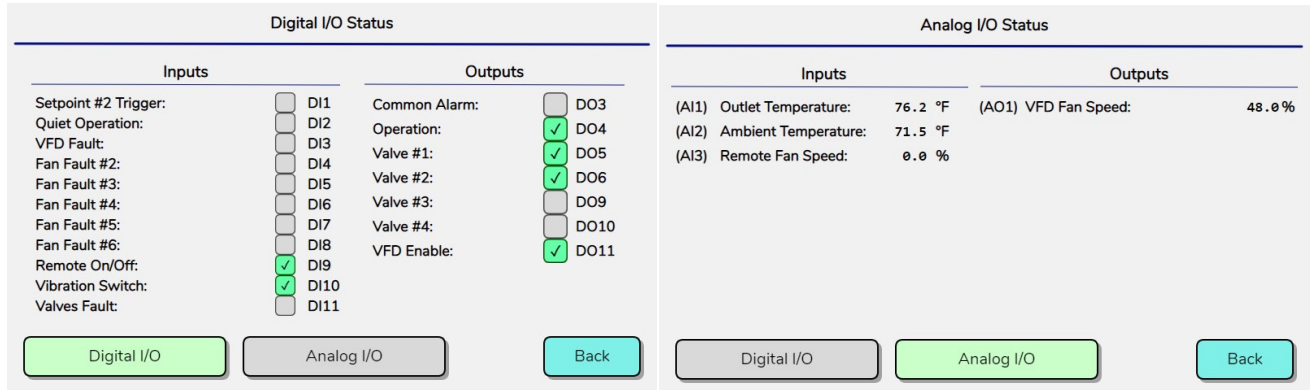 Digital I/O Status
Inputs
Setpoint #2 Trigger: DI1
Quiet Operation: DI2
VFD Fault: DI3
Fan Fault #2: DI4
Fan Fault #3: DI5
Fan Fault #4: DI6
Fan Fault #5: DI7
Fan Fault #6: DI8
Remote On/Off: ✓ DI9
Vibration Switch: ✓ DI10
Valves Fault: DI11
Outputs
Common Alarm: DO3
Operation: ✓ DO4
Valve #1: ✓ DO5
Valve #2: ✓ DO6
Valve #3: DO9
Valve #4: DO10
VFD Enable: ✓ DO11
Digital I/O
Analog I/O
Back
Analog I/O Status
Inputs
(AI1) Outlet Temperature: 76.2 °F
(AI2) Ambient Temperature: 71.5 °F
(AI3) Remote Fan Speed: 0.0 %
Outputs
(AO1) VFD Fan Speed: 48.0%
Digital I/O
Analog I/O
Back